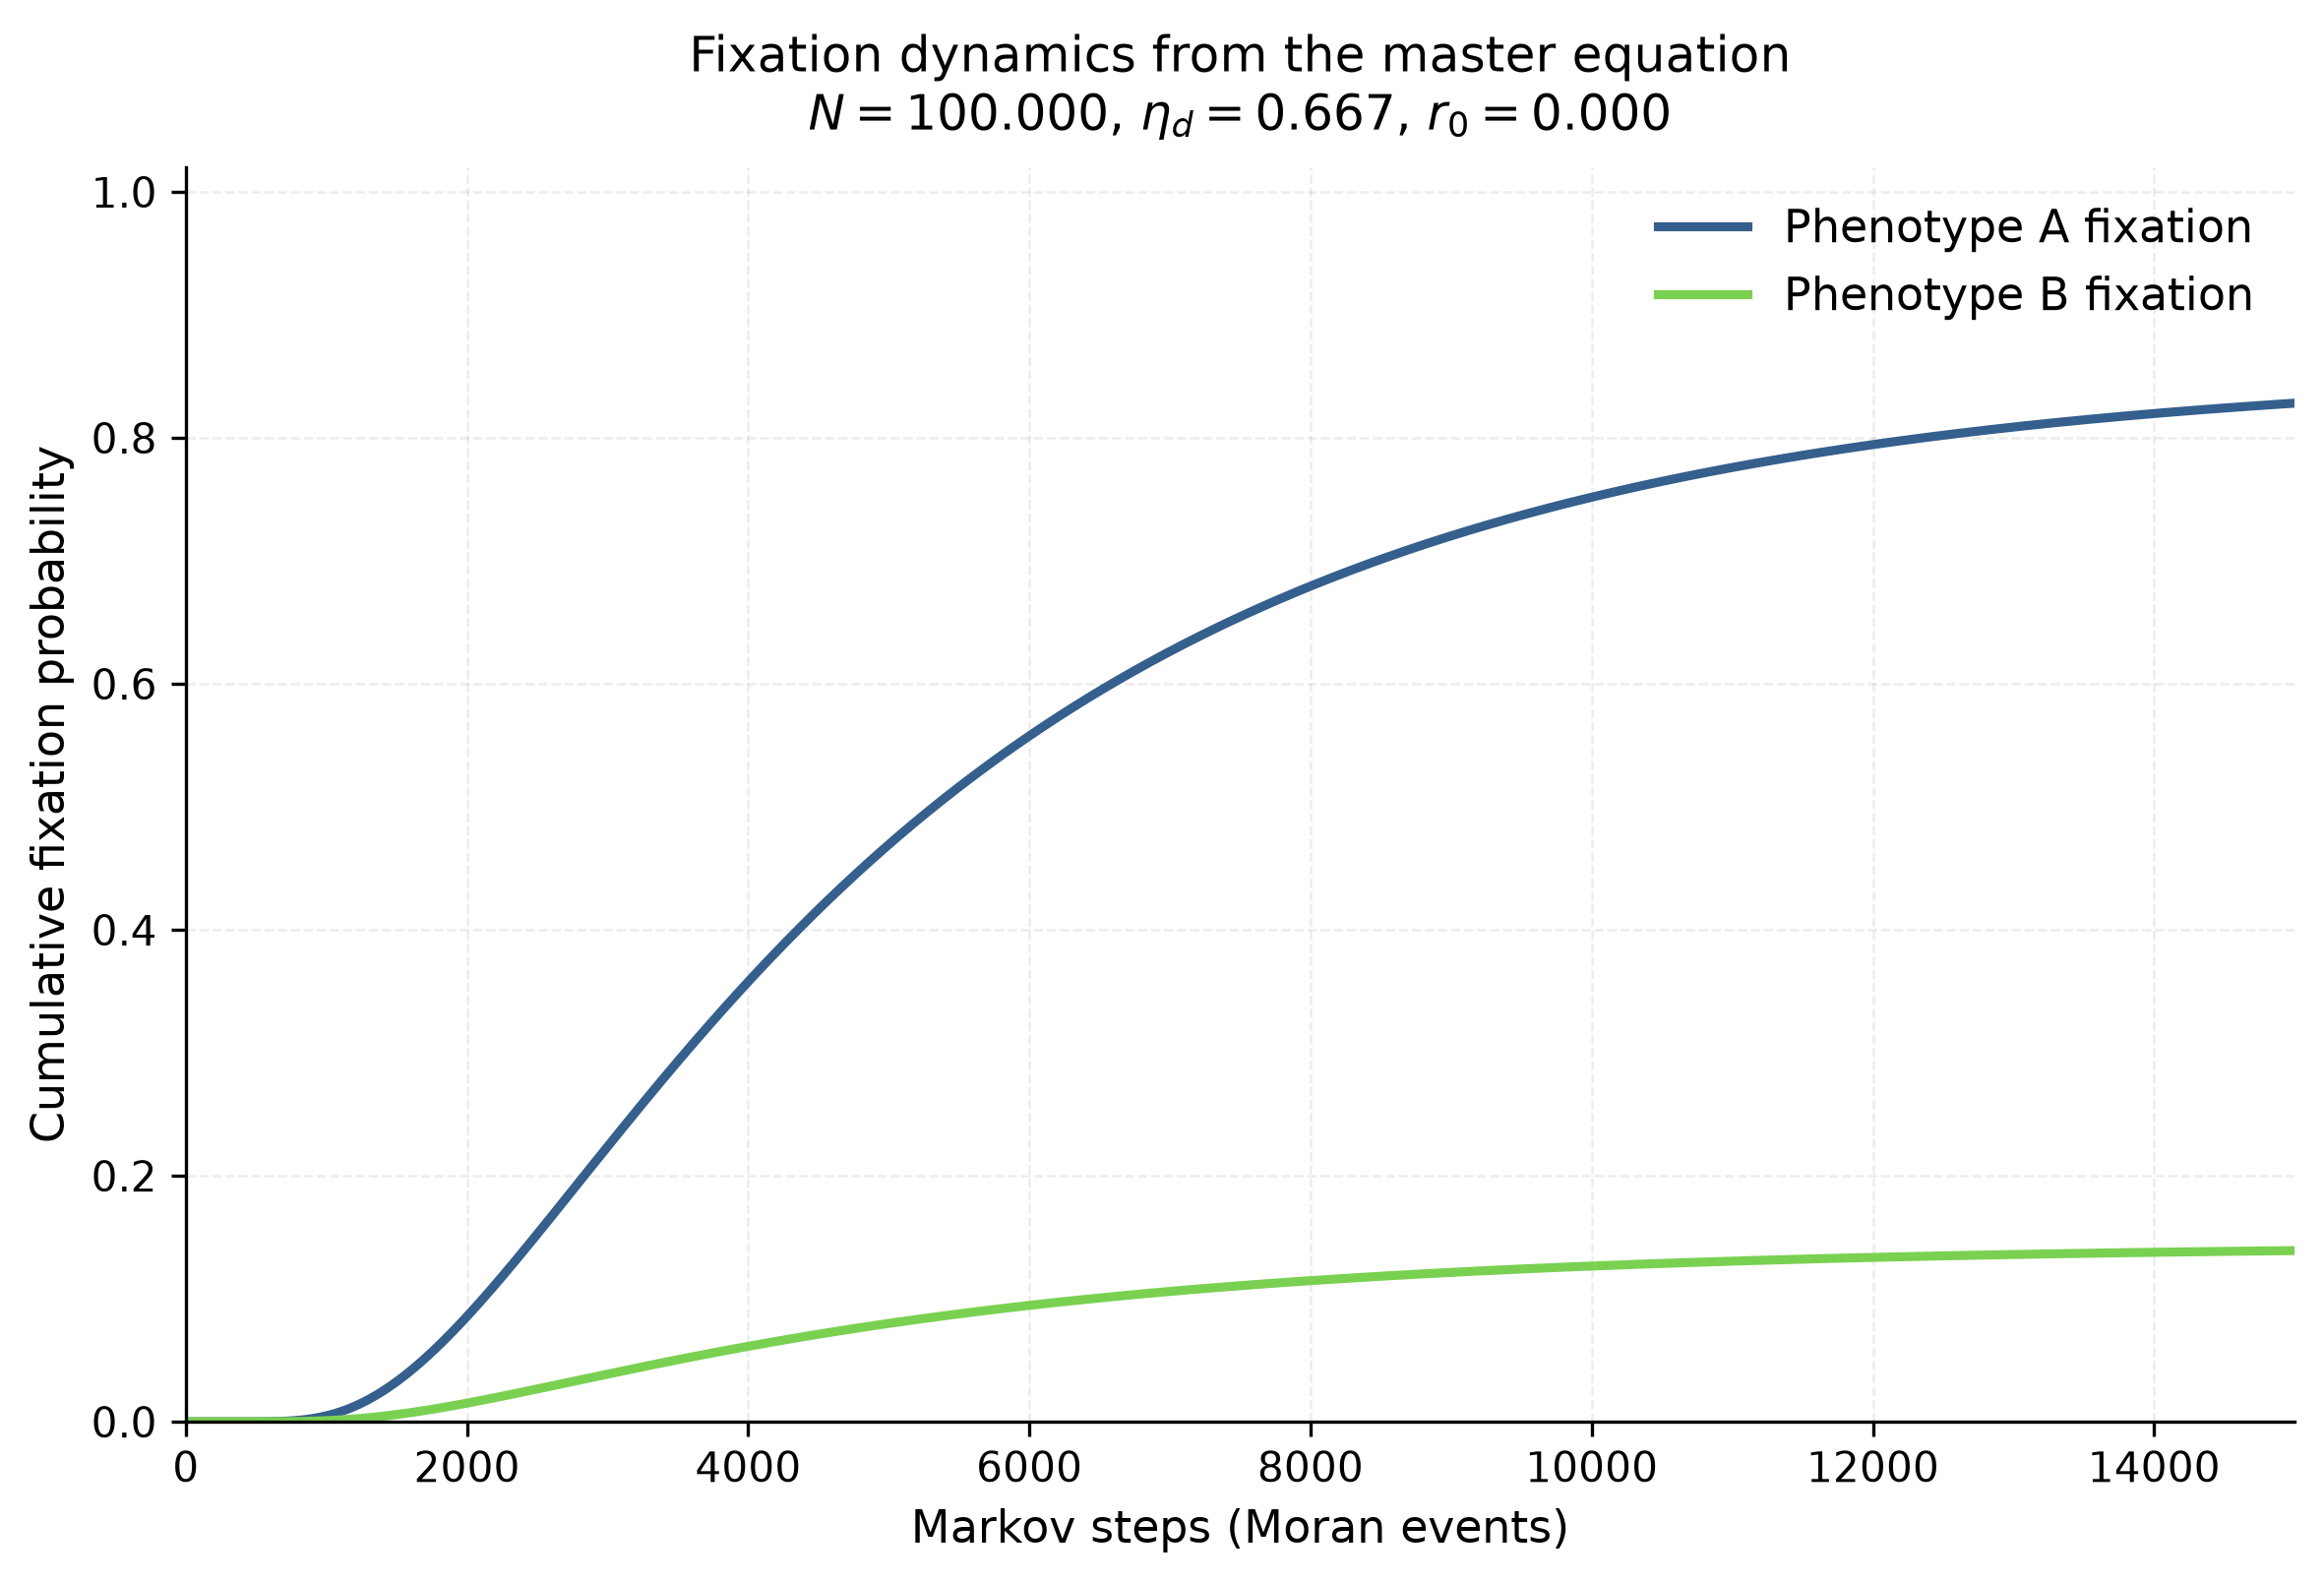 Fixation dynamics from the master equation
N = 100.000, η_d = 0.667, r_0 = 0.000
Phenotype A fixation
Phenotype B fixation
Cumulative fixation probability
1.0
0.8
0.6
0.4
0.2
0.0
0 2000 4000 6000 8000 10000 12000 14000
Markov steps (Moran events)